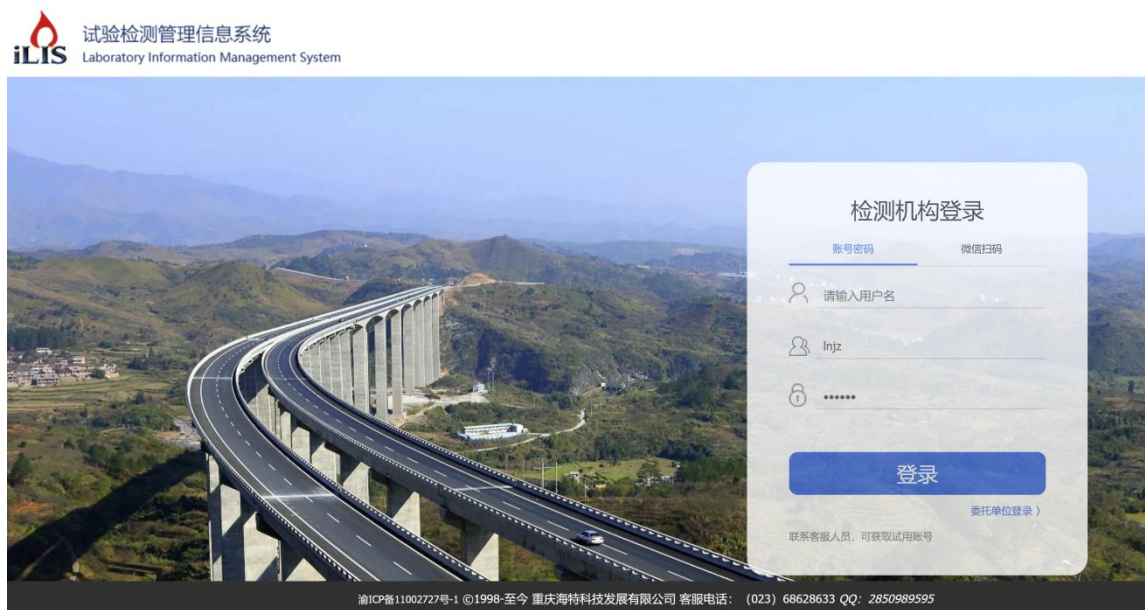 iLIS
试验检测管理信息系统
Laboratory Information Management System
检测机构登录
账号密码 微信扫码
请输入用户名
lnjz
••••••
登录
委托单位登录 〉
联系客服人员，可获取试用账号
渝ICP备11002727号-1 ©1998-至今 重庆海特科技发展有限公司 客服电话： （023）68628633 QQ：2850989595